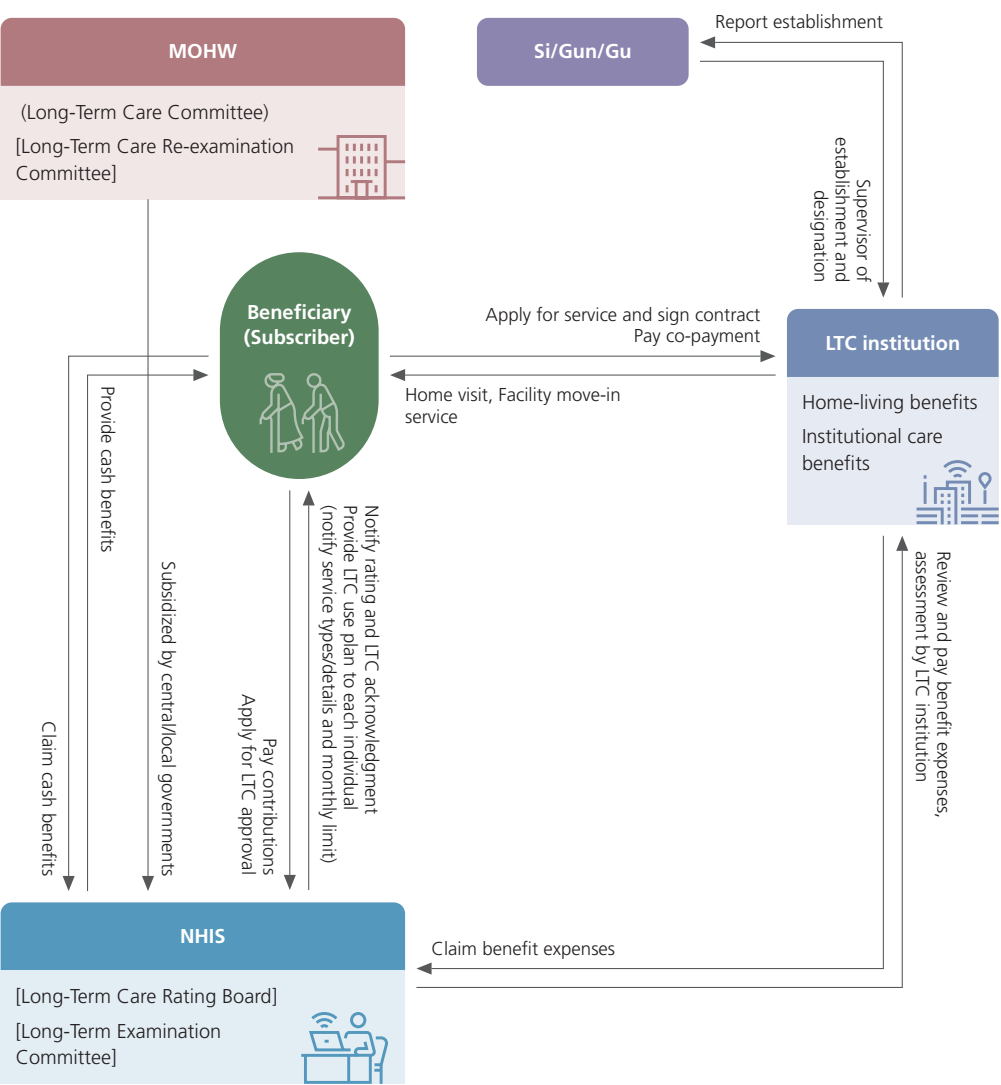 Report establishment
MOHW
Si/Gun/Gu
(Long-Term Care Committee)
[Long-Term Care Re-examination
Committee]
Supervisor of
establishment and
designation
Beneficiary
(Subscriber)
Apply for service and sign contract
Pay co-payment
LTC institution
Home visit, Facility move-in
service
Home-living benefits
Institutional care
benefits
Provide cash benefits
Claim cash benefits
Subsidized by central/local governments
Pay contributions
Apply for LTC approval
Notify rating and LTC acknowledgment
Provide LTC use plan to each individual
(notify service types/details and monthly limit)
Review and pay benefit expenses,
assessment by LTC institution
NHIS
Claim benefit expenses
[Long-Term Care Rating Board]
[Long-Term Examination
Committee]